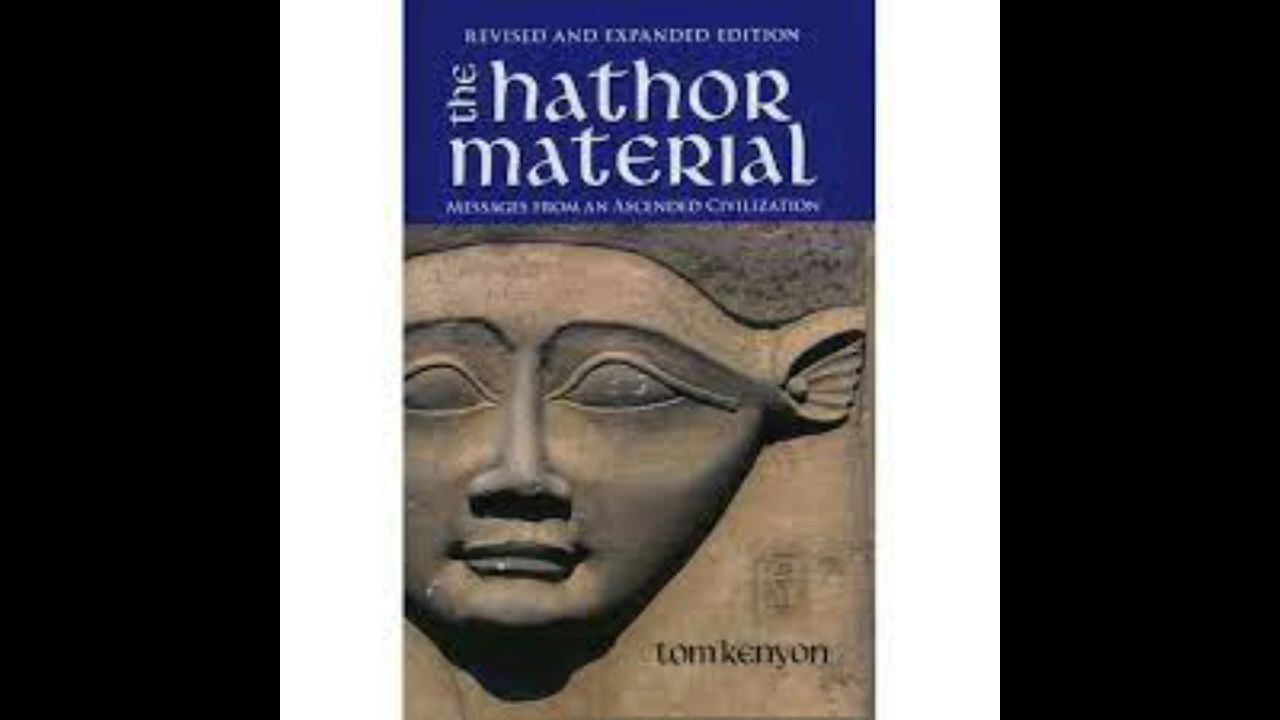 REVISED AND EXPANDED EDITION
the hathor
material
MESSAGES FROM AN ASCENDED CIVILIZATION
tom kenyon